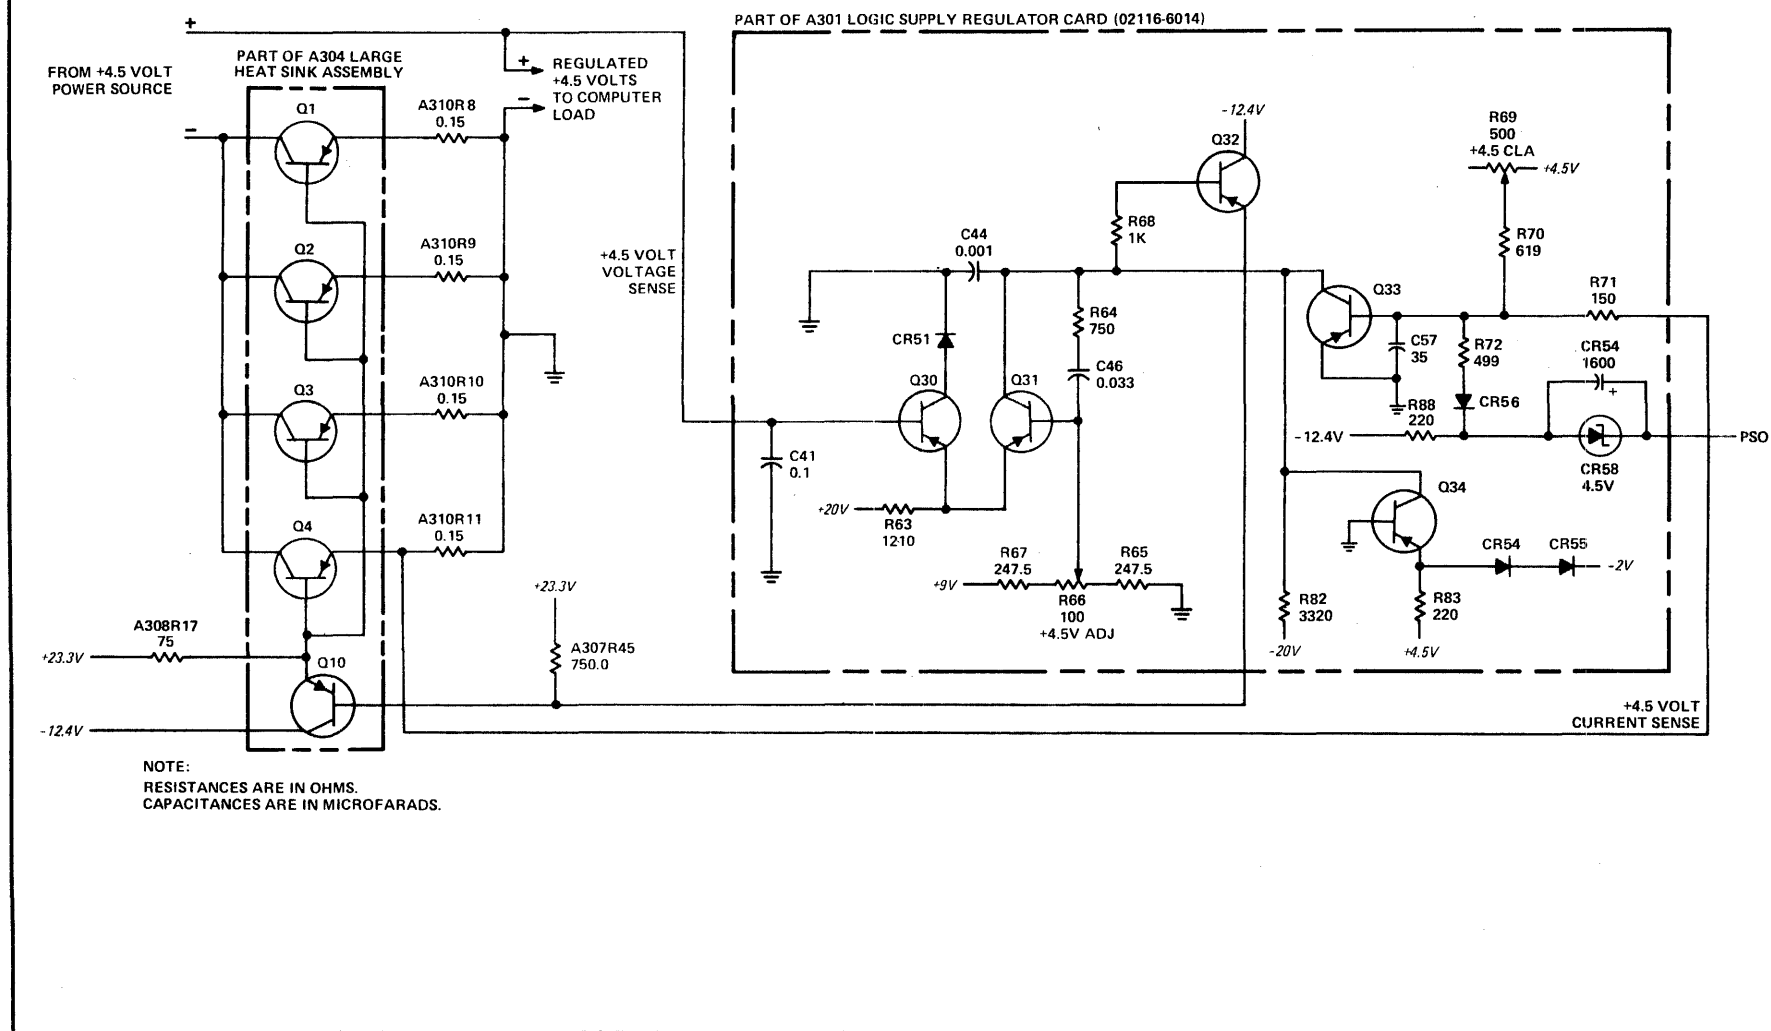 PART OF A301 LOGIC SUPPLY REGULATOR CARD (02116-6014)
+
PART OF A304 LARGE
HEAT SINK ASSEMBLY
FROM +4.5 VOLT
POWER SOURCE
+
REGULATED
+4.5 VOLTS
TO COMPUTER
LOAD
−
−
Q1
A310R8
0.15
Q2
A310R9
0.15
Q3
A310R10
0.15
Q4
A310R11
0.15
A308R17
75
+23.3V
Q10
-12.4V
+23.3V
A307R45
750.0
+4.5 VOLT
VOLTAGE
SENSE
-12.4V
Q32
R68
1K
C44
0.001
CR51
R64
750
C46
0.033
Q30
Q31
C41
0.1
+20V
R63
1210
+9V
R67
247.5
R66
100
+4.5V ADJ
R65
247.5
R69
500
+4.5 CLA
+4.5V
R70
619
R71
150
Q33
C57
35
R72
499
CR54
1600
+
CR56
R88
220
-12.4V
PSO
CR58
4.5V
Q34
CR54
CR55
-2V
R82
3320
-20V
R83
220
+4.5V
+4.5 VOLT
CURRENT SENSE
NOTE:
RESISTANCES ARE IN OHMS.
CAPACITANCES ARE IN MICROFARADS.